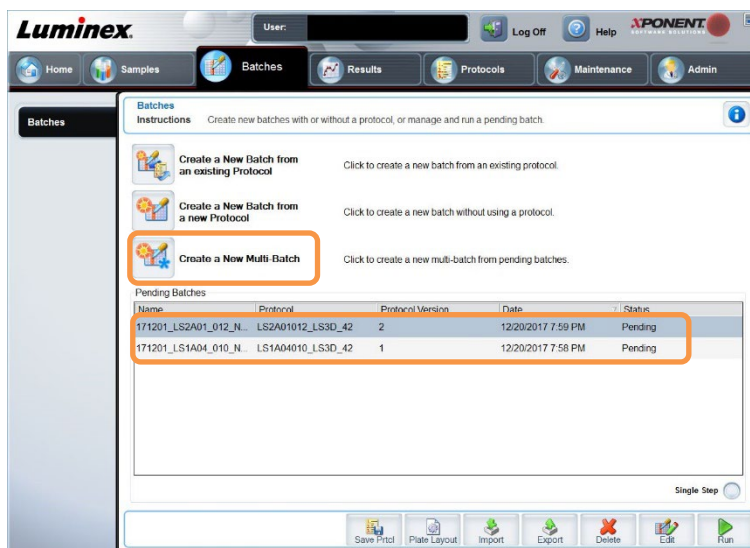 Luminex.
User:
Log Off
Help
XPONENT.
SOFTWARE SOLUTIONS
Home
Samples
Batches
Results
Protocols
Maintenance
Admin
Batches
Batches
Instructions Create new batches with or without a protocol, or manage and run a pending batch.
Create a New Batch from
an existing Protocol
Click to create a new batch from an existing protocol.
Create a New Batch from
a new Protocol
Click to create a new batch without using a protocol.
Create a New Multi-Batch
Click to create a new multi-batch from pending batches.
Pending Batches
Name Protocol Protocol Version Date Status
171201_LS2A01_012_N... LS2A01012_LS3D_42 2 12/20/2017 7:59 PM Pending
171201_LS1A04_010_N... LS1A04010_LS3D_42 1 12/20/2017 7:58 PM Pending
Single Step
Save Prtcl
Plate Layout
Import
Export
Delete
Edit
Run